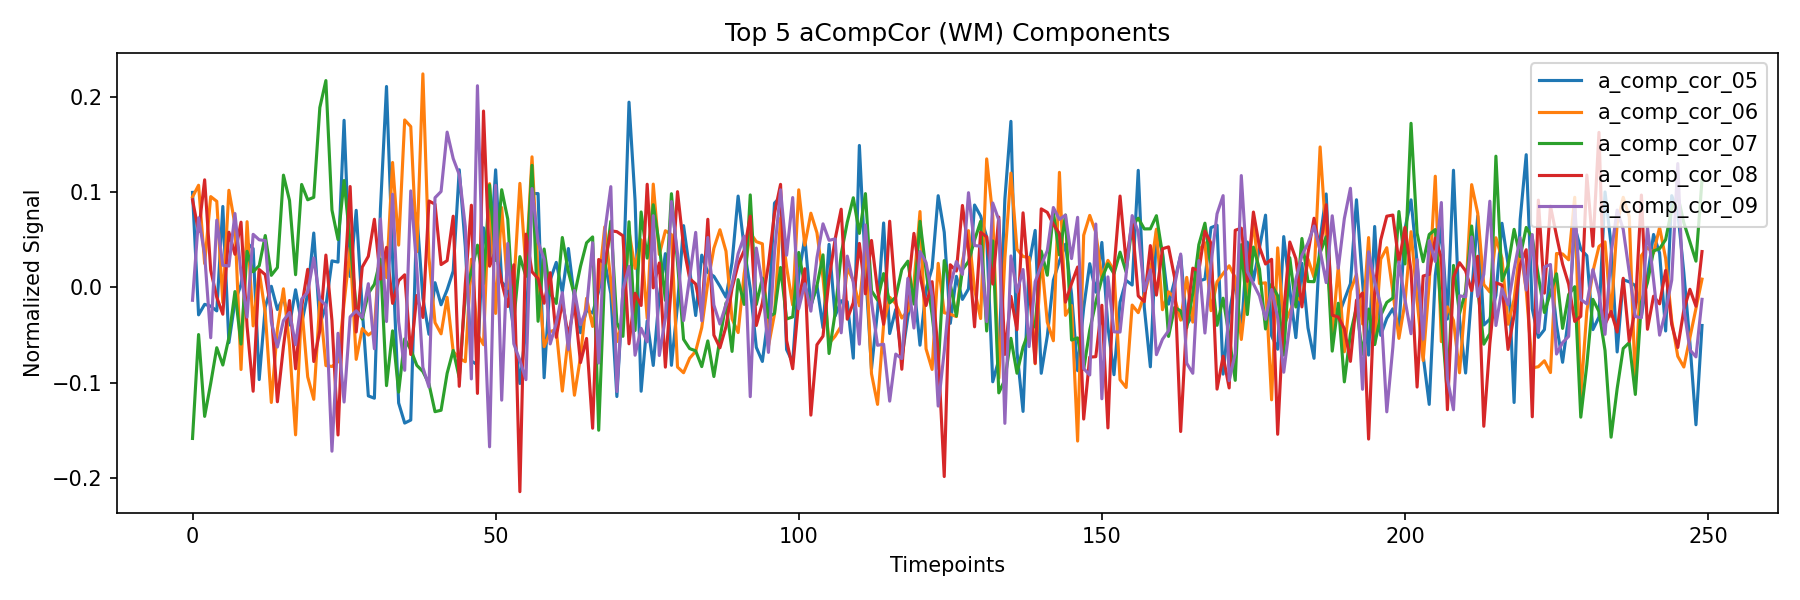 Top 5 aCompCor (WM) Components
Normalized Signal
0.2
0.1
0.0
−0.1
−0.2
a_comp_cor_05
a_comp_cor_06
a_comp_cor_07
a_comp_cor_08
a_comp_cor_09
0 50 100 150 200 250
Timepoints